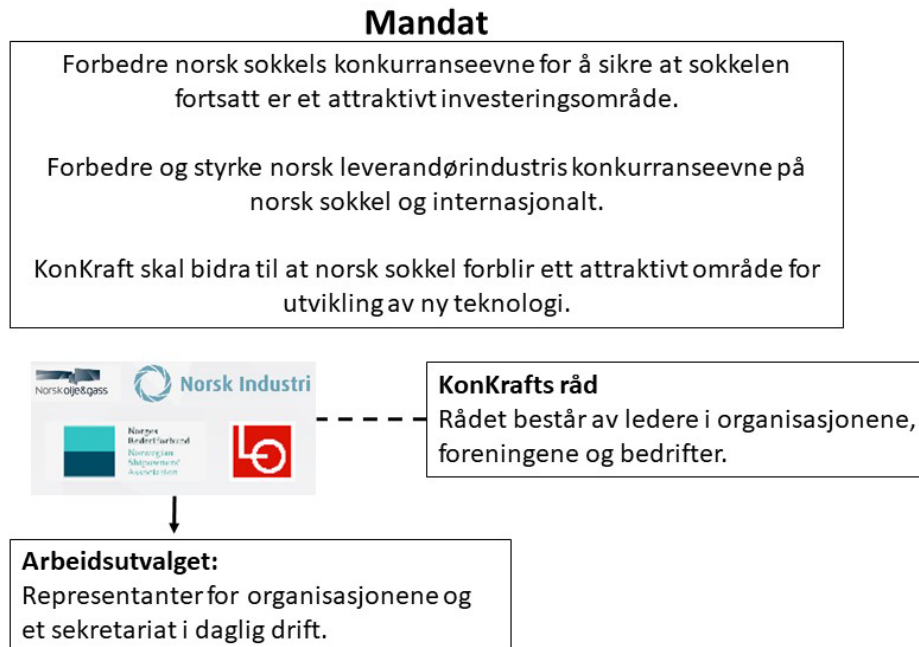 Mandat
Forbedre norsk sokkels konkurranseevne for å sikre at sokkelen
fortsatt er et attraktivt investeringsområde.
Forbedre og styrke norsk leverandørindustris konkurranseevne på
norsk sokkel og internasjonalt.
KonKraft skal bidra til at norsk sokkel forblir ett attraktivt område for
utvikling av ny teknologi.
Norsk olje&gass
Norsk Industri
Norges
Rederiforbund
Norwegian
Shipowners'
Association
LO
KonKrafts råd
Rådet består av ledere i organisasjonene,
foreningene og bedrifter.
Arbeidsutvalget:
Representanter for organisasjonene og
et sekretariat i daglig drift.